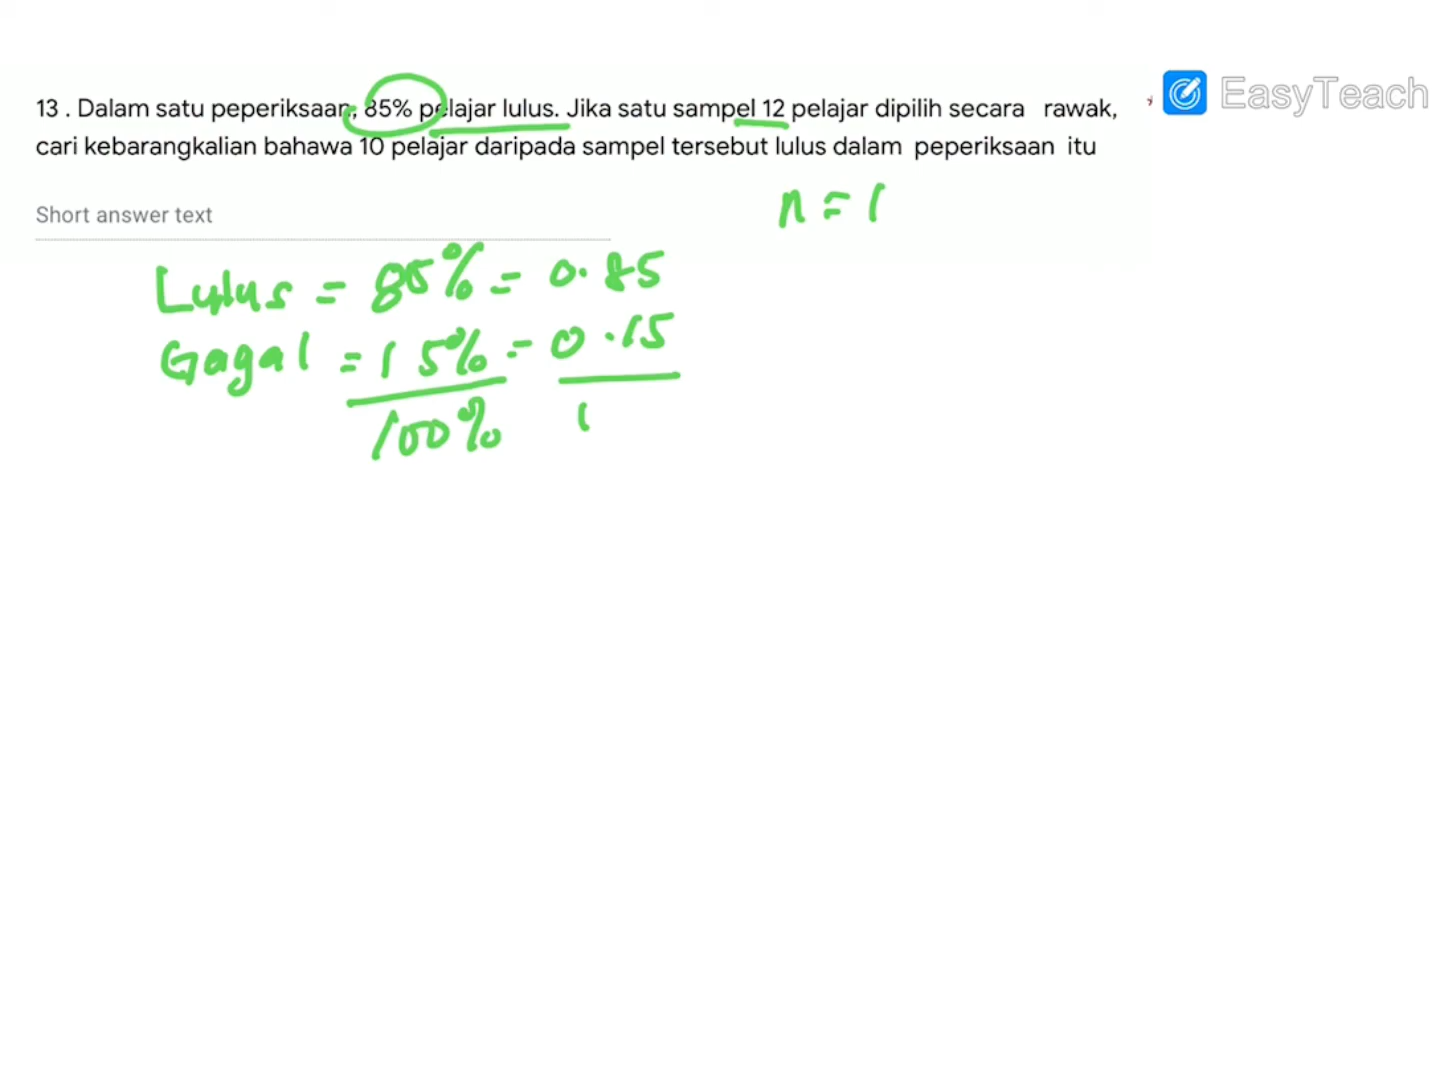 13 . Dalam satu peperiksaan, 85% pelajar lulus. Jika satu sampel 12 pelajar dipilih secara rawak,
cari kebarangkalian bahawa 10 pelajar daripada sampel tersebut lulus dalam peperiksaan itu
EasyTeach
Short answer text
n = 1
Lulus = 85% = 0.85
Gagal = 15% = 0.15
100% 1